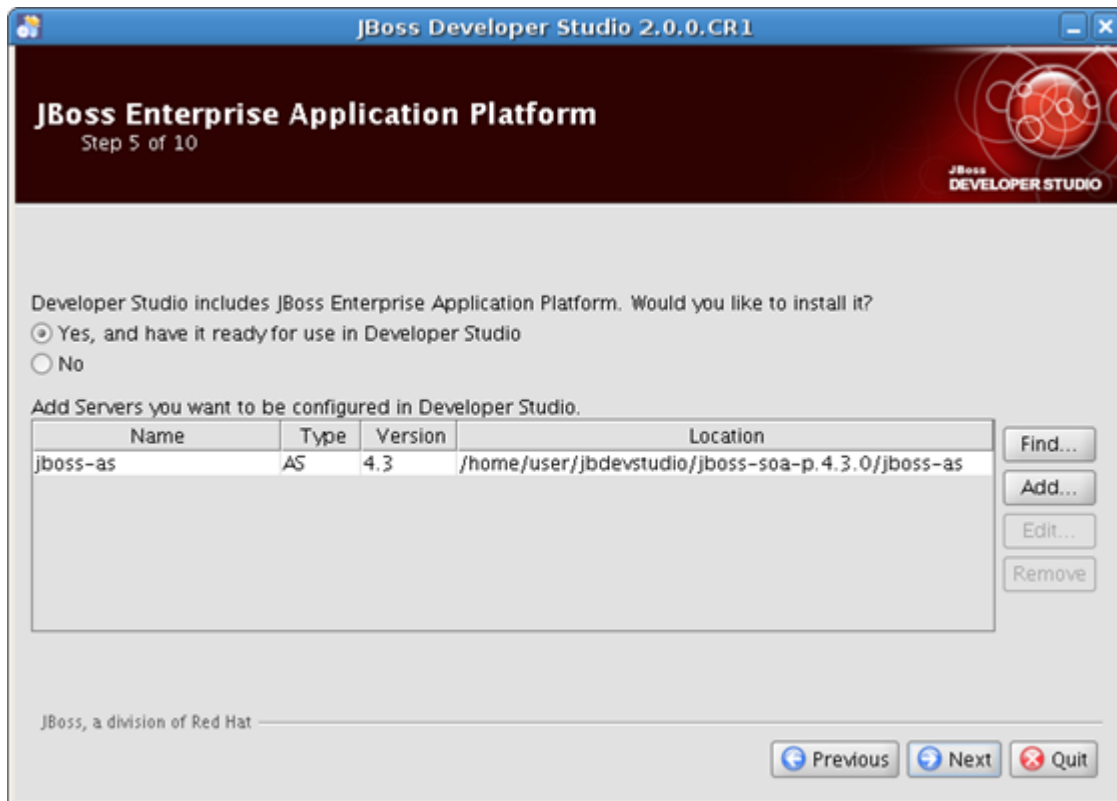 JBoss Developer Studio 2.0.0.CR1
JBoss Enterprise Application Platform
Step 5 of 10
JBoss
DEVELOPER STUDIO
Developer Studio includes JBoss Enterprise Application Platform. Would you like to install it?
Yes, and have it ready for use in Developer Studio
No
Add Servers you want to be configured in Developer Studio.
Name Type Version Location
jboss-as AS 4.3 /home/user/jbdevstudio/jboss-soa-p.4.3.0/jboss-as
Find...
Add...
Edit...
Remove
JBoss, a division of Red Hat
Previous Next Quit